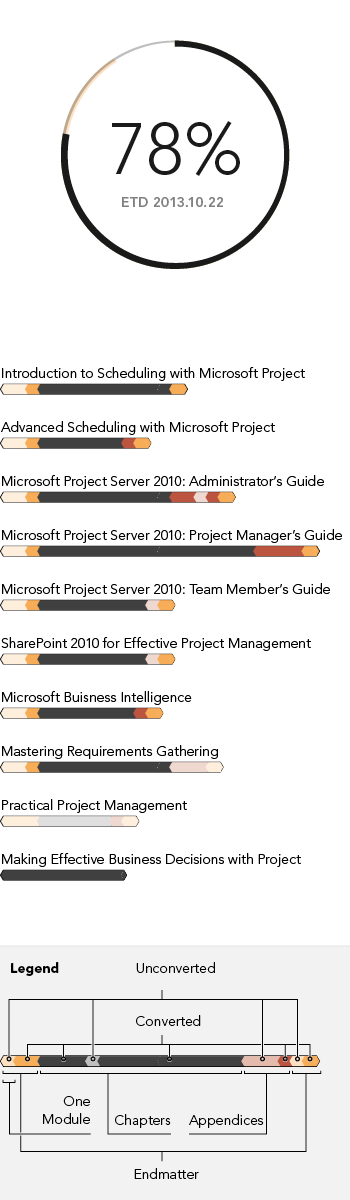 78%
ETD 2013.10.22
Introduction to Scheduling with Microsoft Project
Advanced Scheduling with Microsoft Project
Microsoft Project Server 2010: Administrator's Guide
Microsoft Project Server 2010: Project Manager's Guide
Microsoft Project Server 2010: Team Member's Guide
SharePoint 2010 for Effective Project Management
Microsoft Buisness Intelligence
Mastering Requirements Gathering
Practical Project Management
Making Effective Business Decisions with Project
Legend
Unconverted
Converted
One
Module
Chapters
Appendices
Endmatter